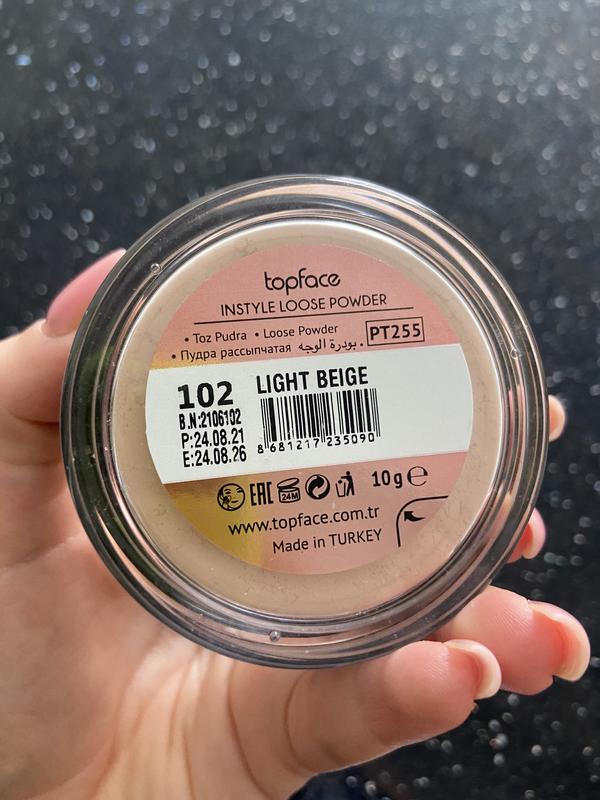 topface
INSTYLE LOOSE POWDER
• Toz Pudra • Loose Powder PT255
• Пудра рассыпчатая بودرة الوجه •
102 LIGHT BEIGE
B.N:2106102
P:24.08.21
E:24.08.26
8 681217 235090
EAC 24M 10g e
www.topface.com.tr
Made in TURKEY